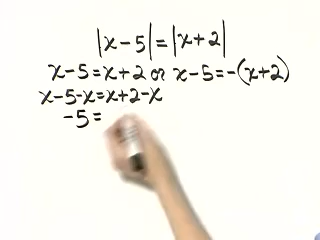 |x-5|=|x+2|
x-5=x+2 or x-5=-(x+2)
x-5-x=x+2-x
-5=